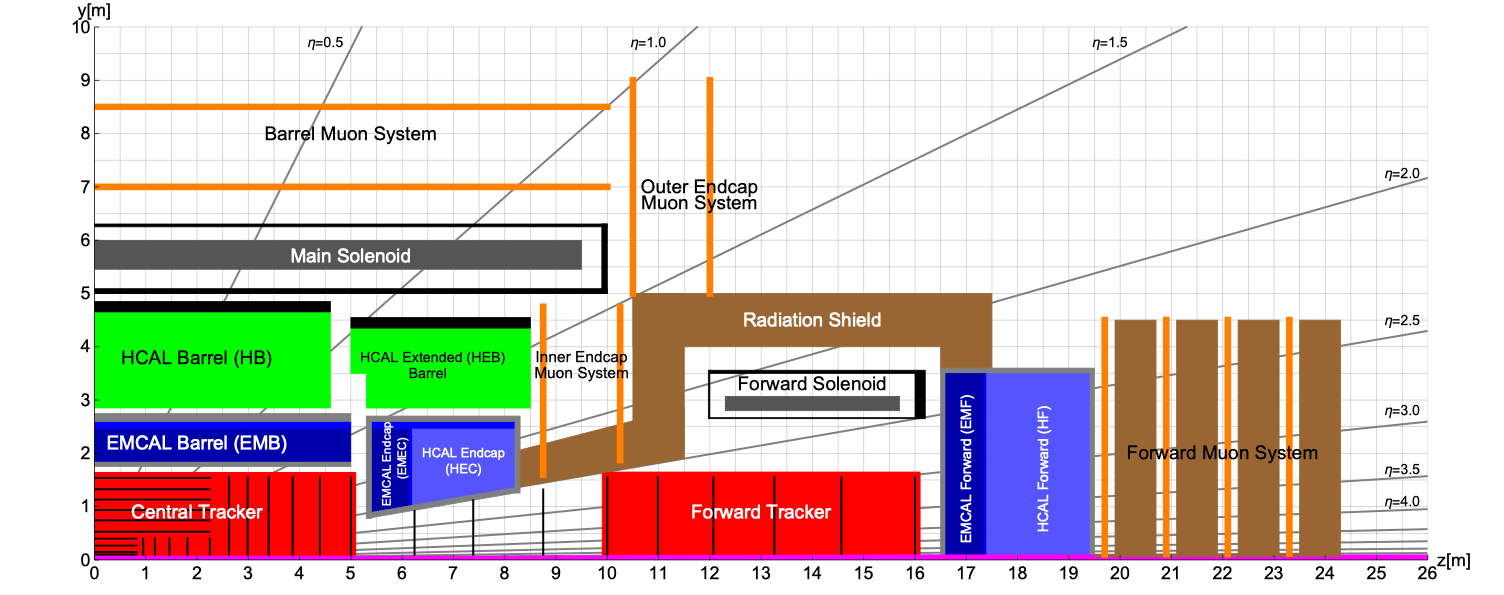 y[m]
10
η=0.5
η=1.0
η=1.5
9
8
Barrel Muon System
7
Outer Endcap
Muon System
η=2.0
6
Main Solenoid
5
Radiation Shield
η=2.5
4
HCAL Barrel (HB)
HCAL Extended (HEB)
Barrel
Inner Endcap
Muon System
Forward Solenoid
3
η=3.0
EMCAL Barrel (EMB)
EMCAL Endcap
(EMEC)
HCAL Endcap
(HEC)
EMCAL Forward (EMF)
HCAL Forward (HF)
Forward Muon System
2
η=3.5
1
Central Tracker
Forward Tracker
η=4.0
0
0 1 2 3 4 5 6 7 8 9 10 11 12 13 14 15 16 17 18 19 20 21 22 23 24 25 26
z[m]